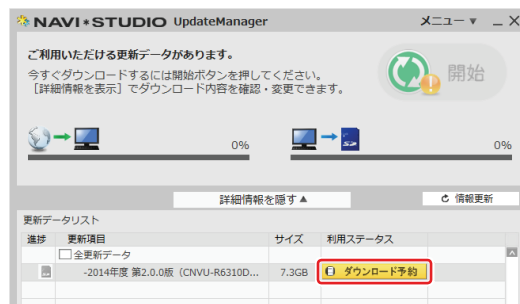 NAVI*STUDIO UpdateManager メニュー ▼ _ ✕
ご利用いただける更新データがあります。
今すぐダウンロードするには開始ボタンを押してください。
[詳細情報を表示]でダウンロード内容を確認・変更できます。
開始
0%
SD
0%
詳細情報を隠す▲
情報更新
更新データリスト
進捗 更新項目 サイズ 利用ステータス
全更新データ
-2014年度 第2.0.0版（CNVU-R6310D... 7.3GB ダウンロード予約